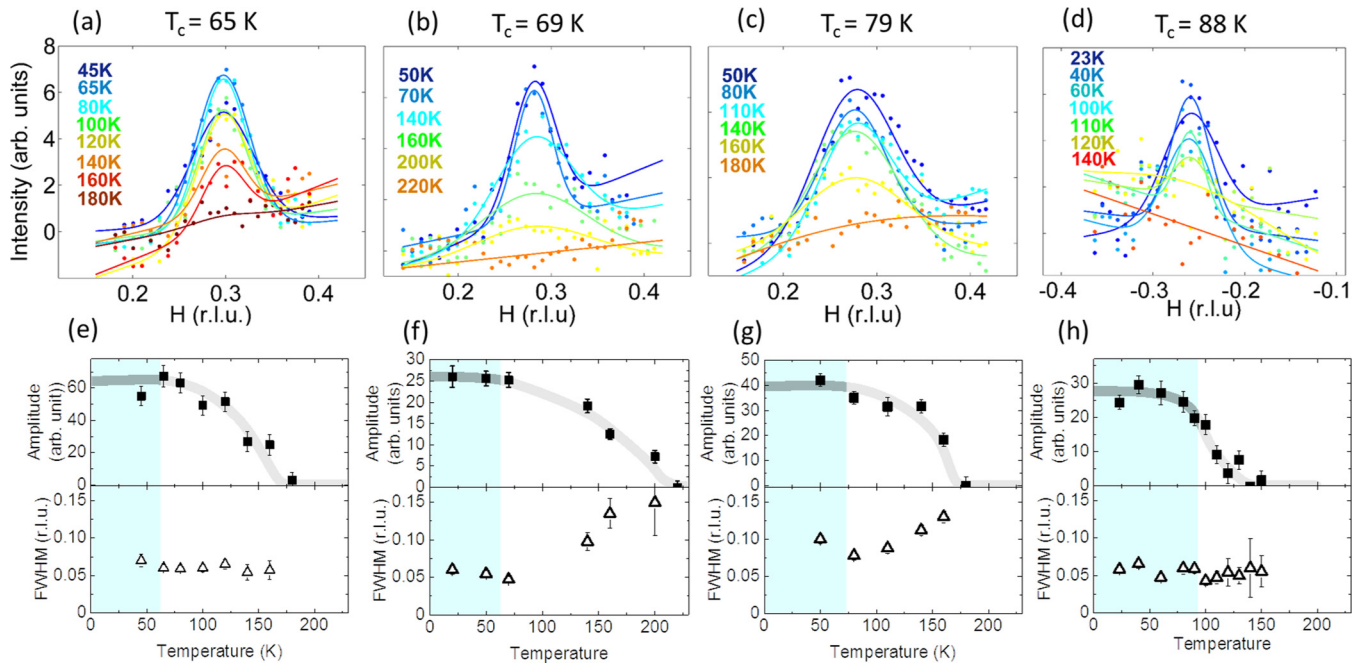 (a) T_c = 65 K
(b) T_c = 69 K
(c) T_c = 79 K
(d) T_c = 88 K
Intensity (arb. units)
8
6
4
2
0
45K
65K
80K
100K
120K
140K
160K
180K
0.2 0.3 0.4
H (r.l.u.)
50K
70K
140K
160K
200K
220K
0.2 0.3 0.4
H (r.l.u)
50K
80K
110K
140K
160K
180K
0.2 0.3 0.4
H (r.l.u)
23K
40K
60K
100K
110K
120K
140K
-0.4 -0.3 -0.2 -0.1
H (r.l.u)
(e)
Amplitude
(arb. unit))
60
40
20
0
FWHM (r.l.u.)
0.15
0.10
0.05
0.00
0 50 100 150 200
Temperature (K)
(f)
Amplitude
(arb. units)
30
25
20
15
10
5
0
FWHM (r.l.u.)
0.15
0.10
0.05
0.00
0 50 100 150 200
Temperature
(g)
Amplitude
(arb. units)
50
40
30
20
10
0
FWHM (r.l.u.)
0.15
0.10
0.05
0.00
0 50 100 150 200
Temperature (K)
(h)
Amplitude
(arb. units)
30
20
10
0
FWHM (r.l.u.)
0.15
0.10
0.05
0.00
0 50 100 150 200
Temperature